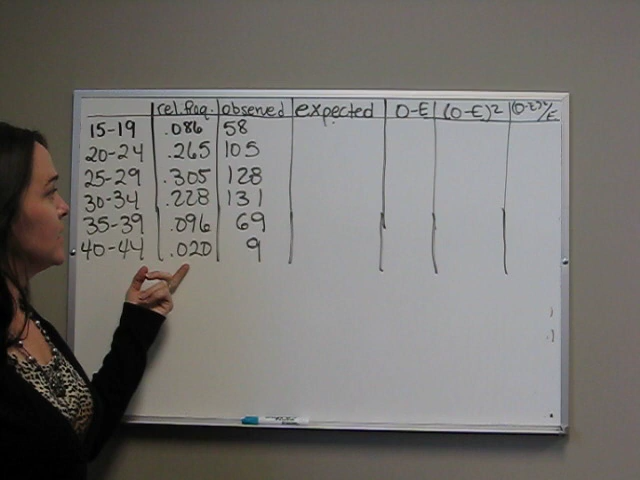 rel.freq. observed expected O-E (O-E)² (O-E)²/E
15-19 .086 58
20-24 .265 105
25-29 .305 128
30-34 .228 131
35-39 .096 69
40-44 .020 9